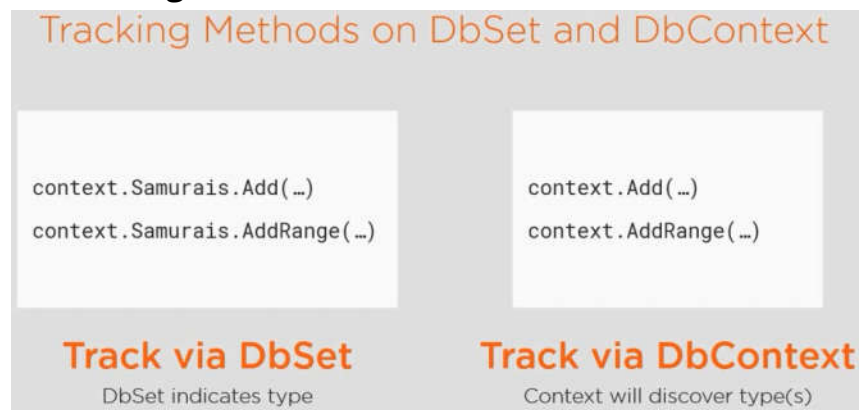 Tracking Methods on DbSet and DbContext
context.Samurais.Add(…)
context.Samurais.AddRange(…)
Track via DbSet
DbSet indicates type
context.Add(…)
context.AddRange(…)
Track via DbContext
Context will discover type(s)